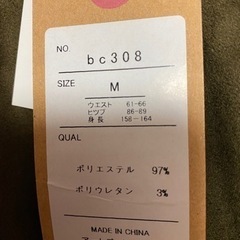 NO. bc308
SIZE M
ウエスト 61-66
ヒップ 86-89
身長 158-164
QUAL
ポリエステル 97%
ポリウレタン 3%
MADE IN CHINA